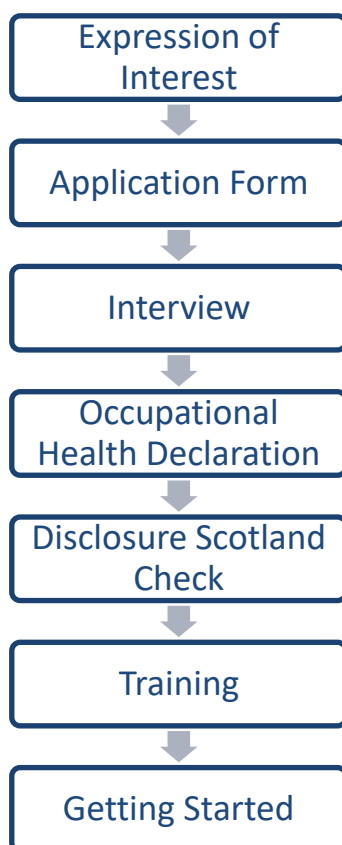 Expression of
Interest
Application Form
Interview
Occupational
Health Declaration
Disclosure Scotland
Check
Training
Getting Started